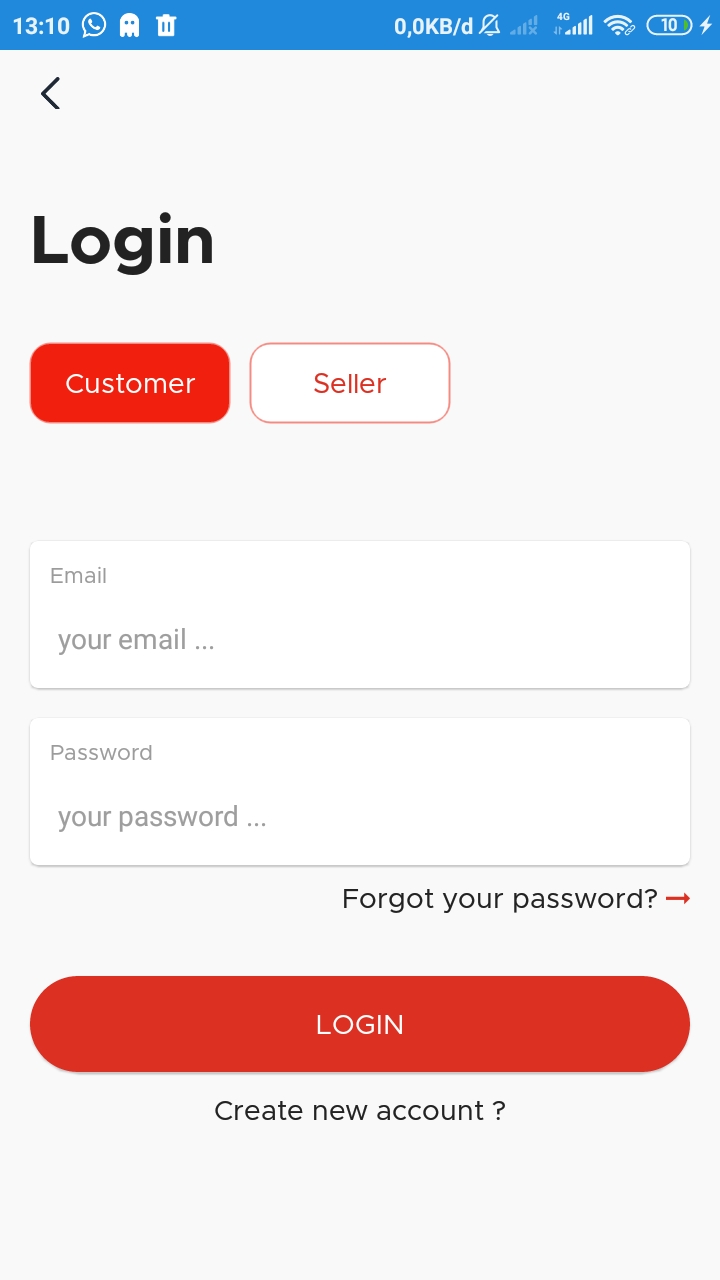 13:10 0,0KB/d 4G 10
Login
Customer Seller
Email
your email ...
Password
your password ...
Forgot your password?
LOGIN
Create new account ?